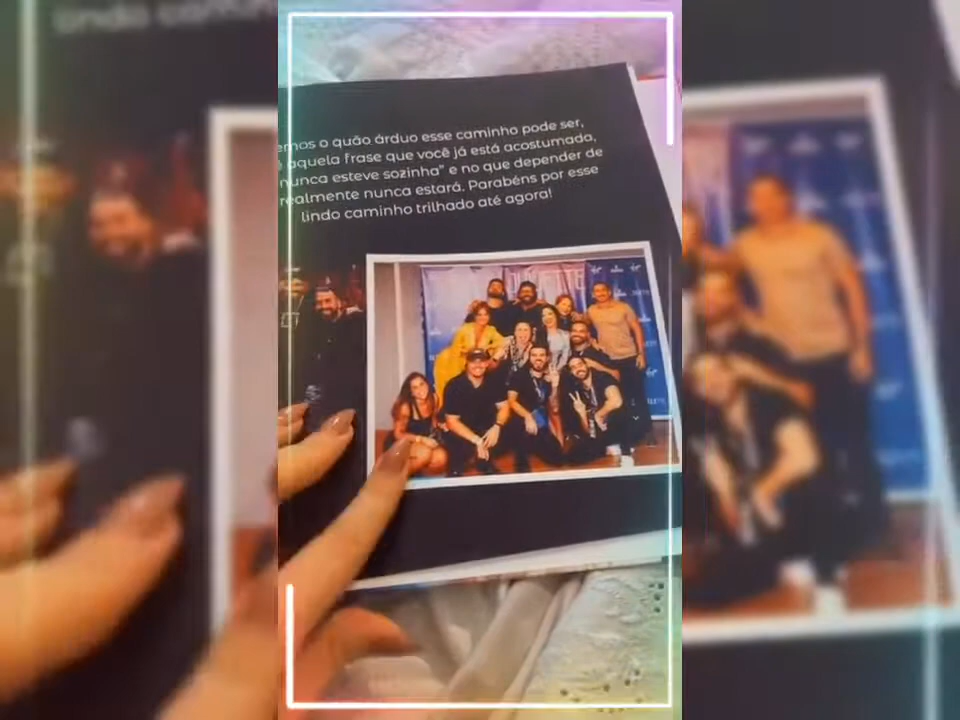 o quão árduo esse caminho pode ser,
aquela frase que você já está acostumada,
nunca esteve sozinha" e no que depender de
realmente nunca estará. Parabéns por esse
lindo caminho trilhado até agora!